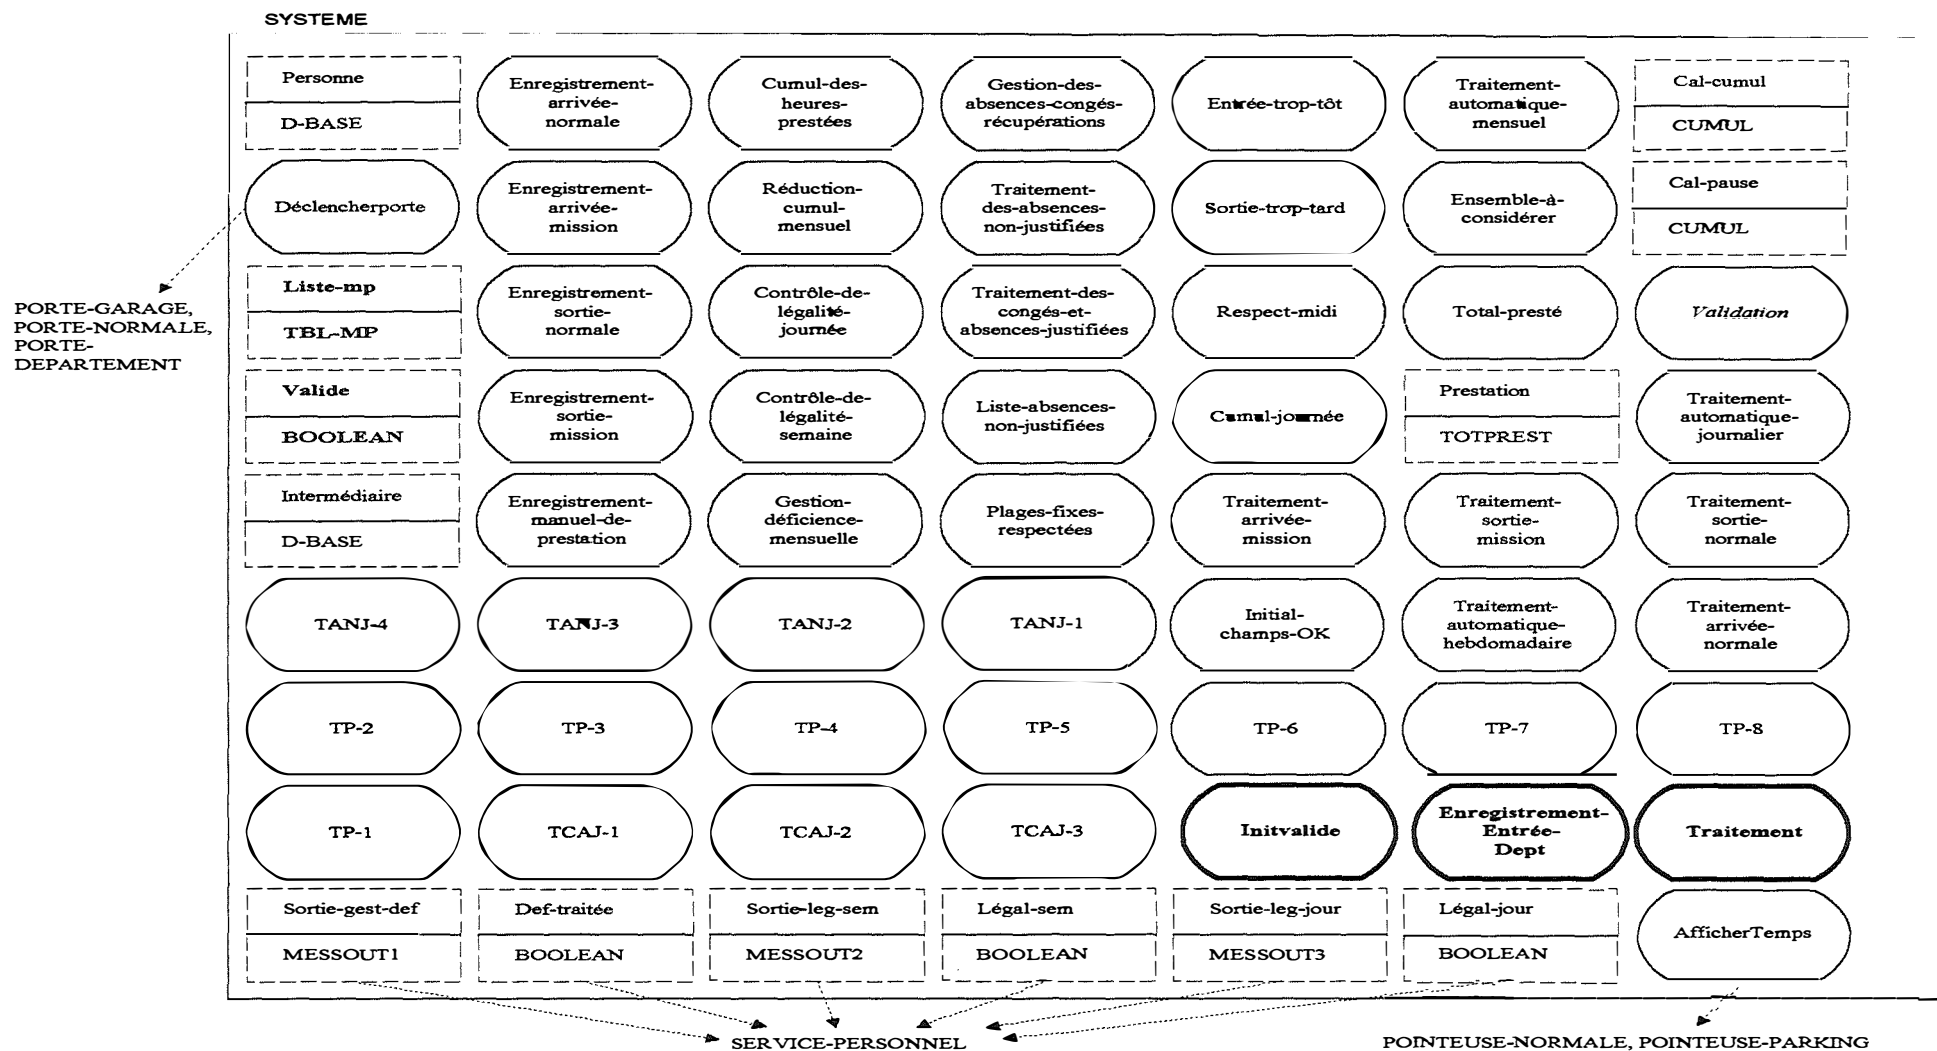 SYSTEME
Personne
D-BASE
Enregistrement-
arrivée-
normale
Cumul-des-
heures-
prestées
Gestion-des-
absences-congés-
récupérations
Entrée-trop-tôt
Traitement-
automatique-
mensuel
Cal-cumul
CUMUL
Déclencherporte
Enregistrement-
arrivée-
mission
Réduction-
cumul-
mensuel
Traitement-
des-absences-
non-justifiées
Sortie-trop-tard
Ensemble-à-
considérer
Cal-pause
CUMUL
PORTE-GARAGE,
PORTE-NORMALE,
PORTE-
DEPARTEMENT
Liste-mp
TBL-MP
Enregistrement-
sortie-
normale
Contrôle-de-
légalité-
journée
Traitement-des-
congés-et-
absences-justifiées
Respect-midi
Total-presté
Validation
Valide
BOOLEAN
Enregistrement-
sortie-
mission
Contrôle-de-
légalité-
semaine
Liste-absences-
non-justifiées
Cumul-journée
Prestation
TOTPREST
Traitement-
automatique-
journalier
Intermédiaire
D-BASE
Enregistrement-
manuel-de-
prestation
Gestion-
déficience-
mensuelle
Plages-fixes-
respectées
Traitement-
arrivée-
mission
Traitement-
sortie-
mission
Traitement-
sortie-
normale
TANJ-4
TANJ-3
TANJ-2
TANJ-1
Initial-
champs-OK
Traitement-
automatique-
hebdomadaire
Traitement-
arrivée-
normale
TP-2
TP-3
TP-4
TP-5
TP-6
TP-7
TP-8
TP-1
TCAJ-1
TCAJ-2
TCAJ-3
Initvalide
Enregistrement-
Entrée-
Dept
Traitement
Sortie-gest-def
MESSOUT1
Def-traitée
BOOLEAN
Sortie-leg-sem
MESSOUT2
Légal-sem
BOOLEAN
Sortie-leg-jour
MESSOUT3
Légal-jour
BOOLEAN
AfficherTemps
SERVICE-PERSONNEL
POINTEUSE-NORMALE, POINTEUSE-PARKING